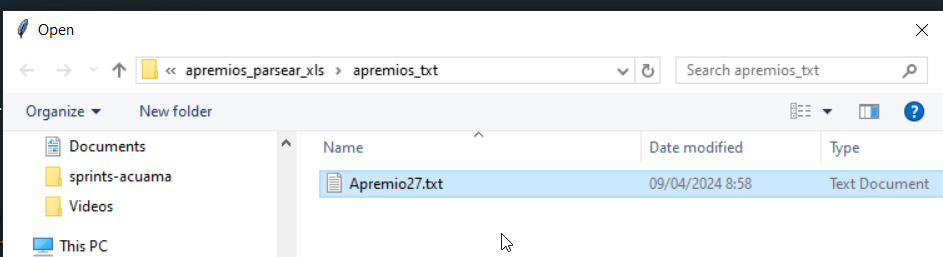 Open
« apremios_parsear_xls > apremios_txt
Search apremios_txt
Organize
New folder
?
Documents
sprints-acuama
Videos
This PC
Name
Date modified
Type
Apremio27.txt
09/04/2024 8:58
Text Document